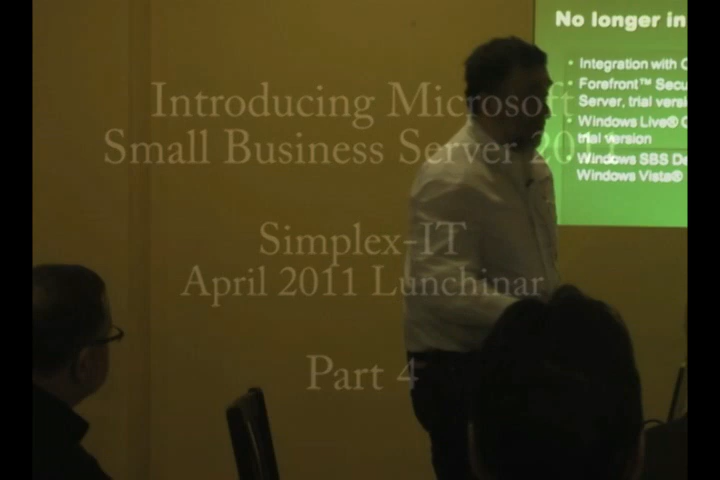 No longer in
• Integration with
• Forefront™ Secu
Server, trial versi
• Windows Live®
trial version
• Windows SBS De
Windows Vista®
Introducing Microsoft
Small Business Server 2011
Simplex-IT
April 2011 Lunchinar
Part 4